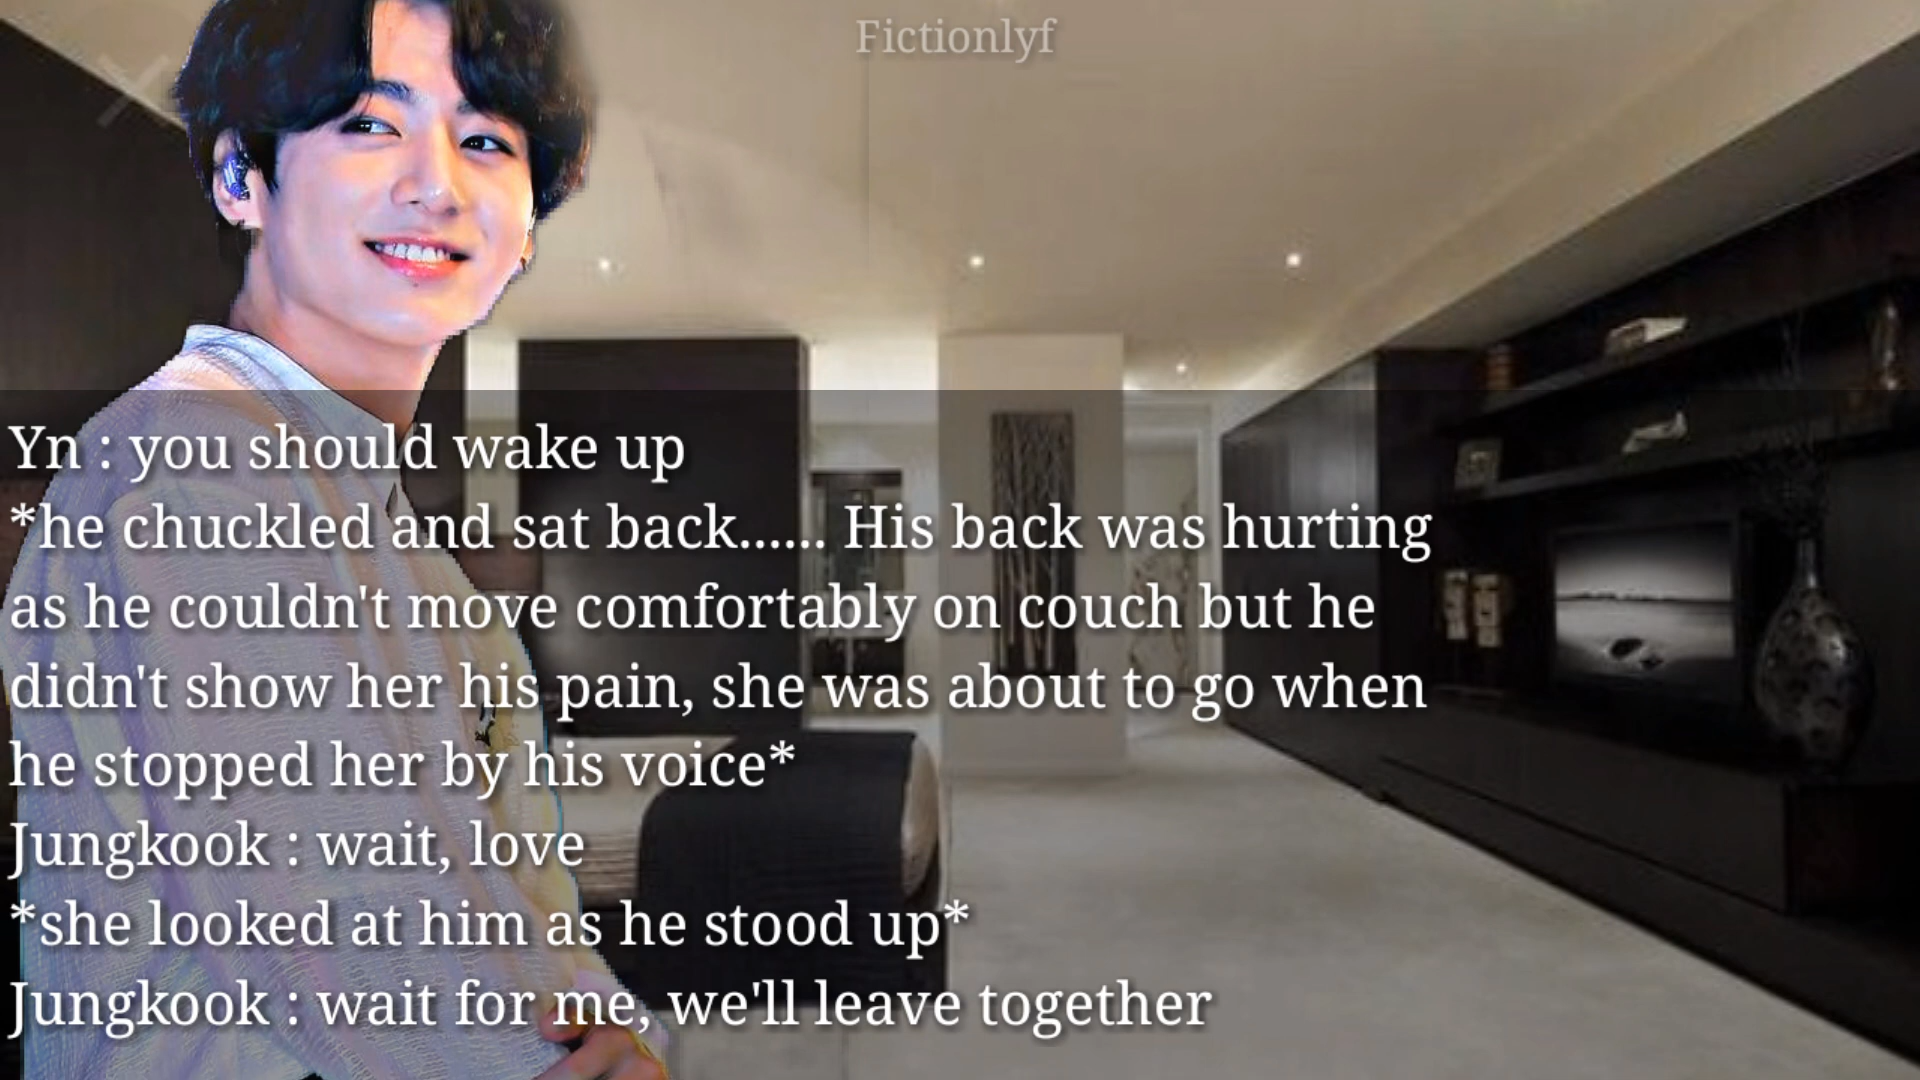 Fictionlyf
Yn : you should wake up
*he chuckled and sat back...... His back was hurting
as he couldn't move comfortably on couch but he
didn't show her his pain, she was about to go when
he stopped her by his voice*
Jungkook : wait, love
*she looked at him as he stood up*
Jungkook : wait for me, we'll leave together